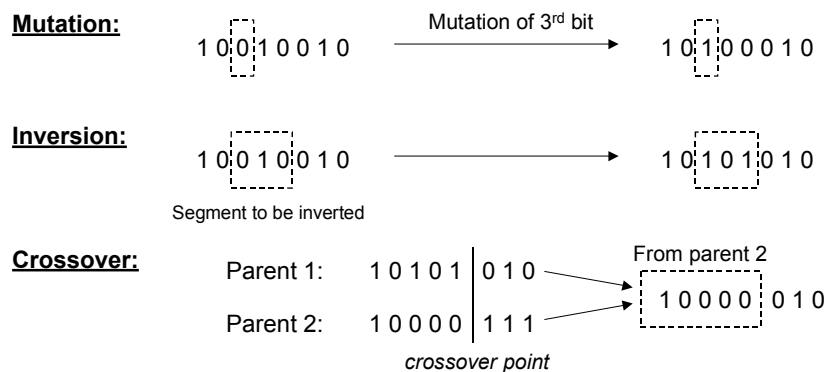 Mutation:
1 0 0 1 0 0 1 0
Mutation of 3rd bit
1 0 1 0 0 0 1 0
Inversion:
1 0 0 1 0 0 1 0
1 0 1 0 1 0 1 0
Segment to be inverted
Crossover:
From parent 2
Parent 1: 1 0 1 0 1 0 1 0
1 0 0 0 0 0 1 0
Parent 2: 1 0 0 0 0 1 1 1
crossover point